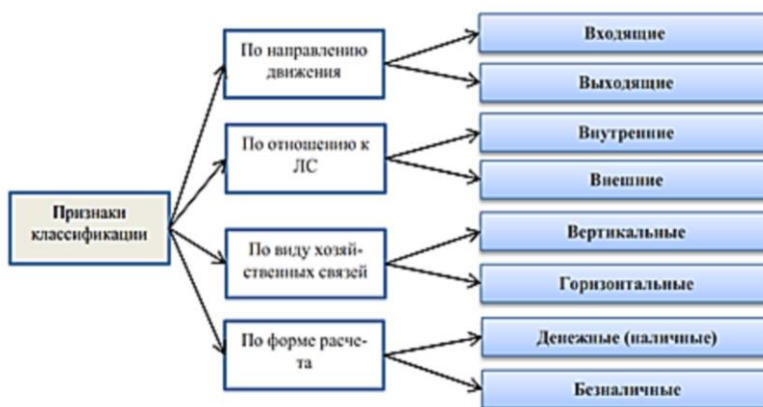 Признаки
классификации
По направлению
движения
Входящие
Выходящие
По отношению к
ЛС
Внутренние
Внешние
По виду хозяй-
ственных связей
Вертикальные
Горизонтальные
По форме расче-
та
Денежные (наличные)
Безналичные